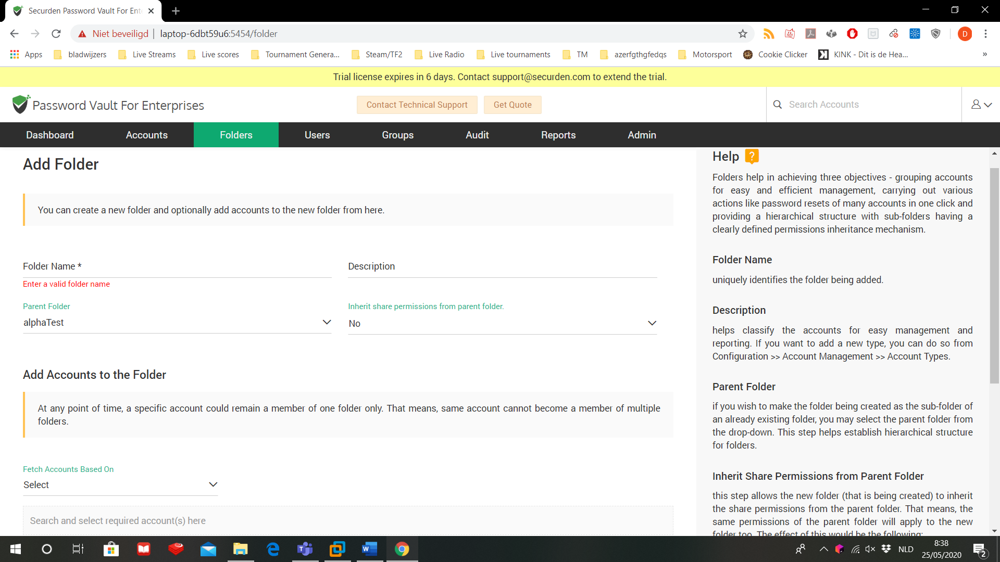 Securden Password Vault For Ente
Niet beveiligd | laptop-6dbt59u6:5454/folder
D
Apps bladwijzers Live Streams Live scores Tournament Genera... Steam/TF2 Live Radio Live tournaments TM azerfgthgfedqs Motorsport Cookie Clicker KINK - Dit is de Hea... »
Trial license expires in 6 days. Contact support@securden.com to extend the trial.
Password Vault For Enterprises
Contact Technical Support
Get Quote
Search Accounts
Dashboard Accounts Folders Users Groups Audit Reports Admin
Add Folder
You can create a new folder and optionally add accounts to the new folder from here.
Folder Name *
Description
Enter a valid folder name
Parent Folder
alphaTest
Inherit share permissions from parent folder.
No
Add Accounts to the Folder
At any point of time, a specific account could remain a member of one folder only. That means, same account cannot become a member of multiple
folders.
Fetch Accounts Based On
Select
Search and select required account(s) here
Help ?
Folders help in achieving three objectives - grouping accounts
for easy and efficient management, carrying out various
actions like password resets of many accounts in one click and
providing a hierarchical structure with sub-folders having a
clearly defined permissions inheritance mechanism.
Folder Name
uniquely identifies the folder being added.
Description
helps classify the accounts for easy management and
reporting. If you want to add a new type, you can do so from
Configuration >> Account Management >> Account Types.
Parent Folder
if you wish to make the folder being created as the sub-folder of
an already existing folder, you may select the parent folder from
the drop-down. This step helps establish hierarchical structure
for folders.
Inherit Share Permissions from Parent Folder
this step allows the new folder (that is being created) to inherit
the share permissions from the parent folder. That means, the
same permissions of the parent folder will apply to the new
folder too. The effect of this would be the following:
NLD
8:38
25/05/2020
2